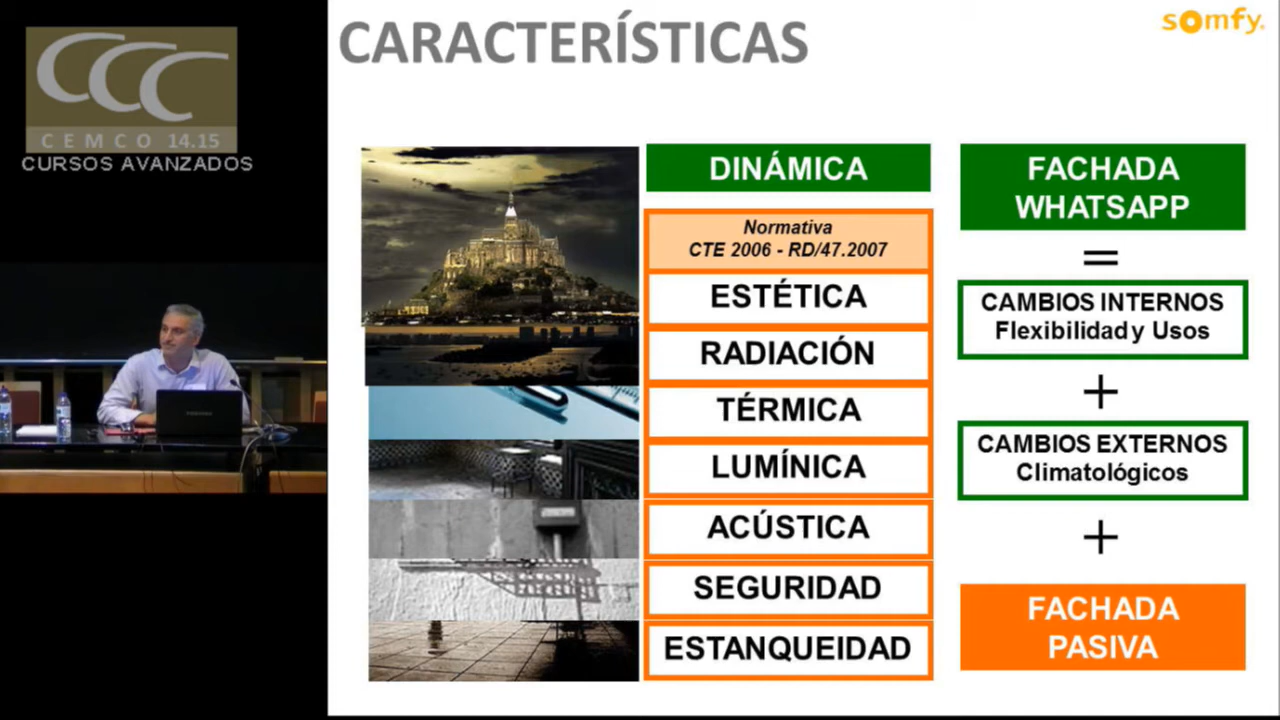 CCC
CEMCO 14.15
CURSOS AVANZADOS
CARACTERÍSTICAS
somfy
DINÁMICA
Normativa
CTE 2006 - RD/47.2007
ESTÉTICA
RADIACIÓN
TÉRMICA
LUMÍNICA
ACÚSTICA
SEGURIDAD
ESTANQUEIDAD
FACHADA
WHATSAPP
=
CAMBIOS INTERNOS
Flexibilidad y Usos
+
CAMBIOS EXTERNOS
Climatológicos
+
FACHADA
PASIVA